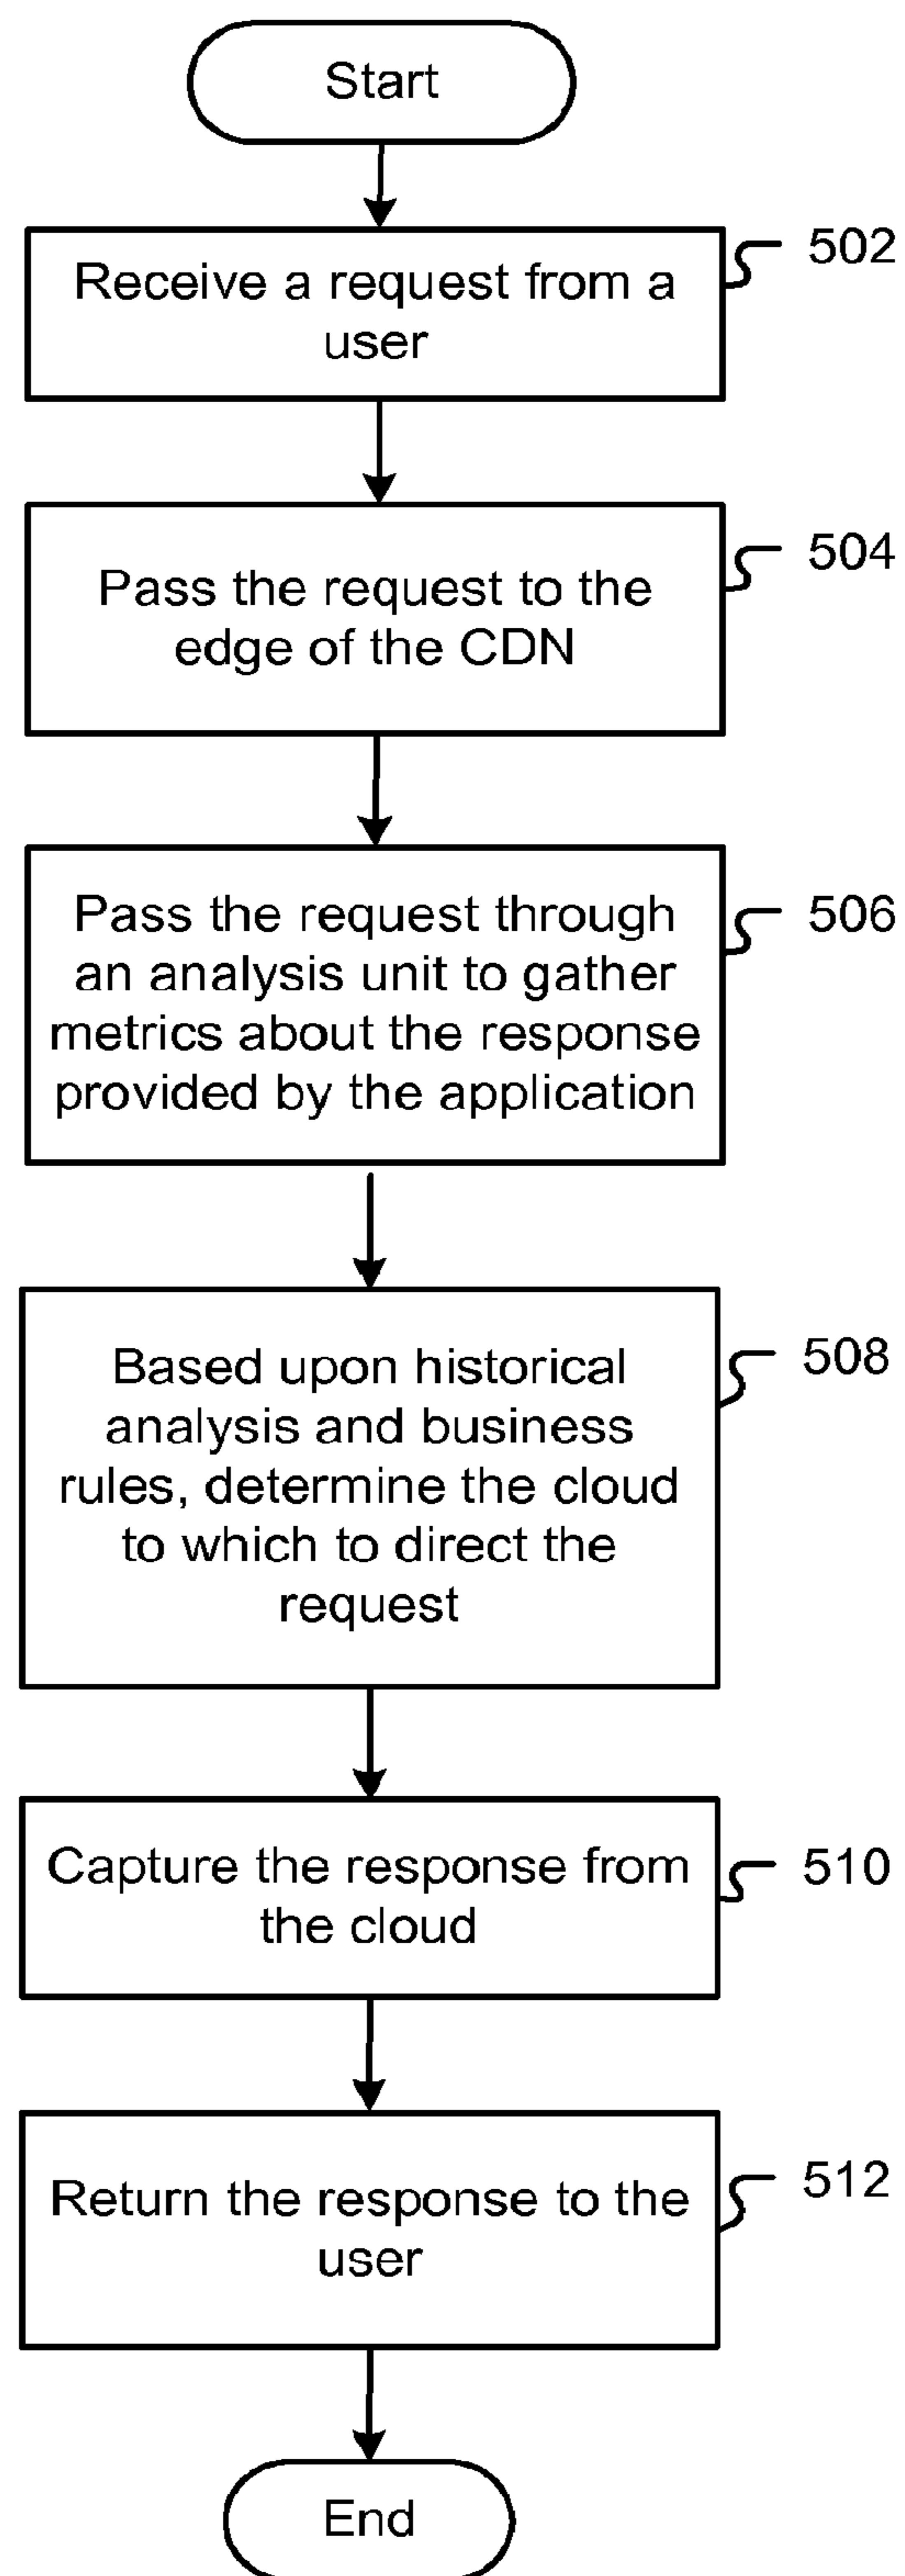 Start
Receive a request from a
user
502
Pass the request to the
edge of the CDN
504
Pass the request through
an analysis unit to gather
metrics about the response
provided by the application
506
Based upon historical
analysis and business
rules, determine the cloud
to which to direct the
request
508
Capture the response from
the cloud
510
Return the response to the
user
512
End